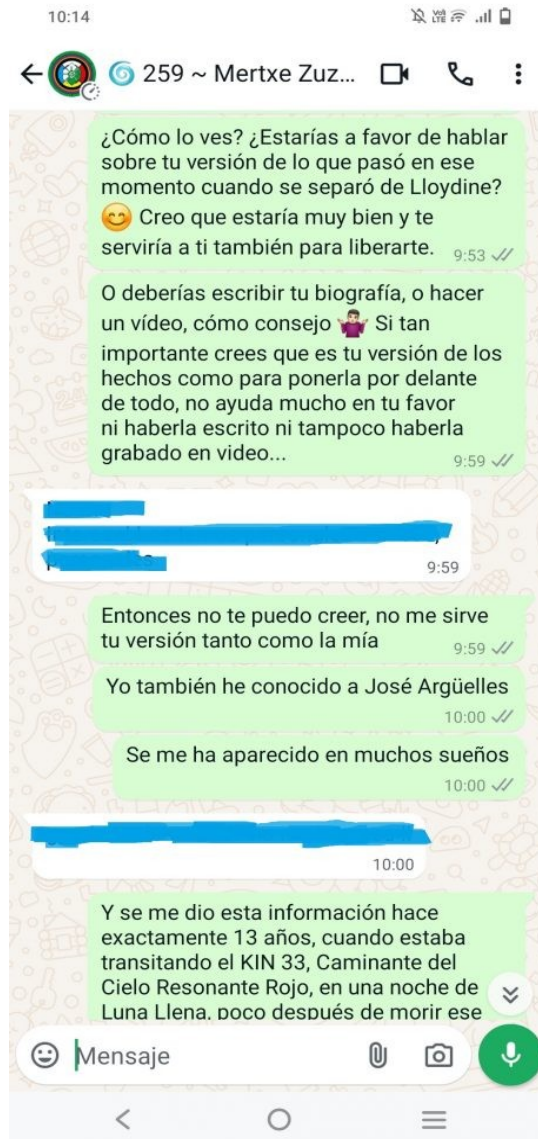 10:14
259 ~ Mertxe Zuz...
¿Cómo lo ves? ¿Estarías a favor de hablar
sobre tu versión de lo que pasó en ese
momento cuando se separó de Lloydine?
😊 Creo que estaría muy bien y te
serviría a ti también para liberarte. 9:53
O deberías escribir tu biografía, o hacer
un vídeo, cómo consejo 🤷🏻‍♂️ Si tan
importante crees que es tu versión de los
hechos como para ponerla por delante
de todo, no ayuda mucho en tu favor
ni haberla escrito ni tampoco haberla
grabado en video... 9:59
9:59
Entonces no te puedo creer, no me sirve
tu versión tanto como la mía 9:59
Yo también he conocido a José Argüelles
10:00
Se me ha aparecido en muchos sueños
10:00
10:00
Y se me dio esta información hace
exactamente 13 años, cuando estaba
transitando el KIN 33, Caminante del
Cielo Resonante Rojo, en una noche de
Luna Llena, poco después de morir ese
Mensaje